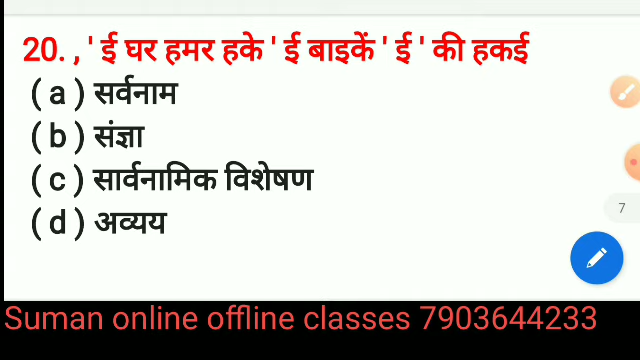 20. , ' ई घर हमर हके ' ई बाइकें ' ई ' की हकई
( a ) सर्वनाम
( b ) संज्ञा
( c ) सार्वनामिक विशेषण
( d ) अव्यय
7
Suman online offline classes 7903644233